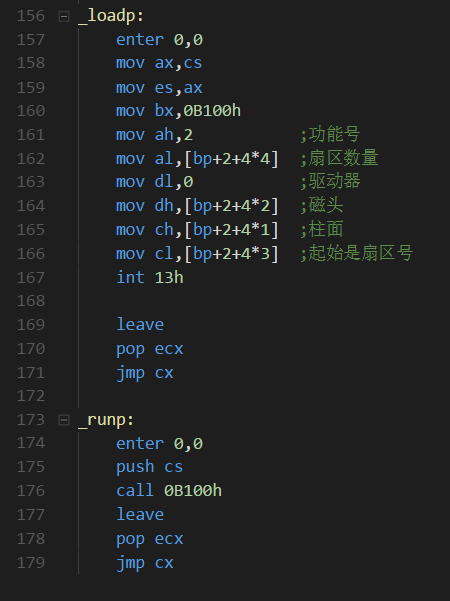 156 _loadp:
157 enter 0,0
158 mov ax,cs
159 mov es,ax
160 mov bx,0B100h
161 mov ah,2 ;功能号
162 mov al,[bp+2+4*4] ;扇区数量
163 mov dl,0 ;驱动器
164 mov dh,[bp+2+4*2] ;磁头
165 mov ch,[bp+2+4*1] ;柱面
166 mov cl,[bp+2+4*3] ;起始是扇区号
167 int 13h
168
169 leave
170 pop ecx
171 jmp cx
172
173 _runp:
174 enter 0,0
175 push cs
176 call 0B100h
177 leave
178 pop ecx
179 jmp cx